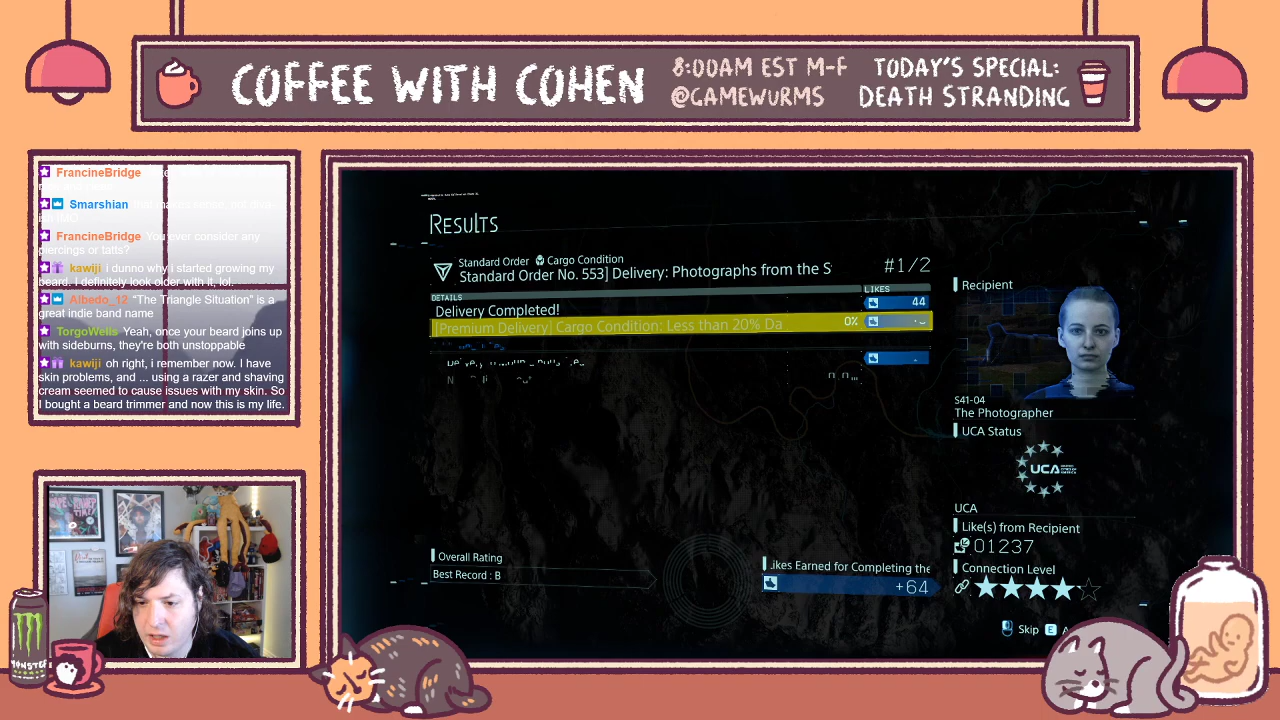 COFFEE WITH COHEN
8:00AM EST M-F
@GAMEWURMS
TODAY'S SPECIAL:
DEATH STRANDING
FrancineBridge
Smarshian
FrancineBridge You ever consider any
piercings or tatts?
kawiji i dunno why i started growing my
beard. I definitely look older with it, lol.
Albedo_12 “The Triangle Situation” is a
great indie band name
TorgoWells Yeah, once your beard joins up
with sideburns, they're both unstoppable
kawiji oh right, i remember now. I have
skin problems, and ... using a razer and shaving
cream seemed to cause issues with my skin. So
I bought a beard trimmer and now this is my life.
RESULTS
Standard Order Cargo Condition
Standard Order No. 553] Delivery: Photographs from the S
#1/2
DETAILS
LIKES
Delivery Completed!
44
[Premium Delivery] Cargo Condition: Less than 20% Da
0%
Recipient
S41-04
The Photographer
UCA Status
UCA
UCA
Like(s) from Recipient
01237
Connection Level
Overall Rating
Best Record : B
Likes Earned for Completing the
+64
Skip E
MONSTER